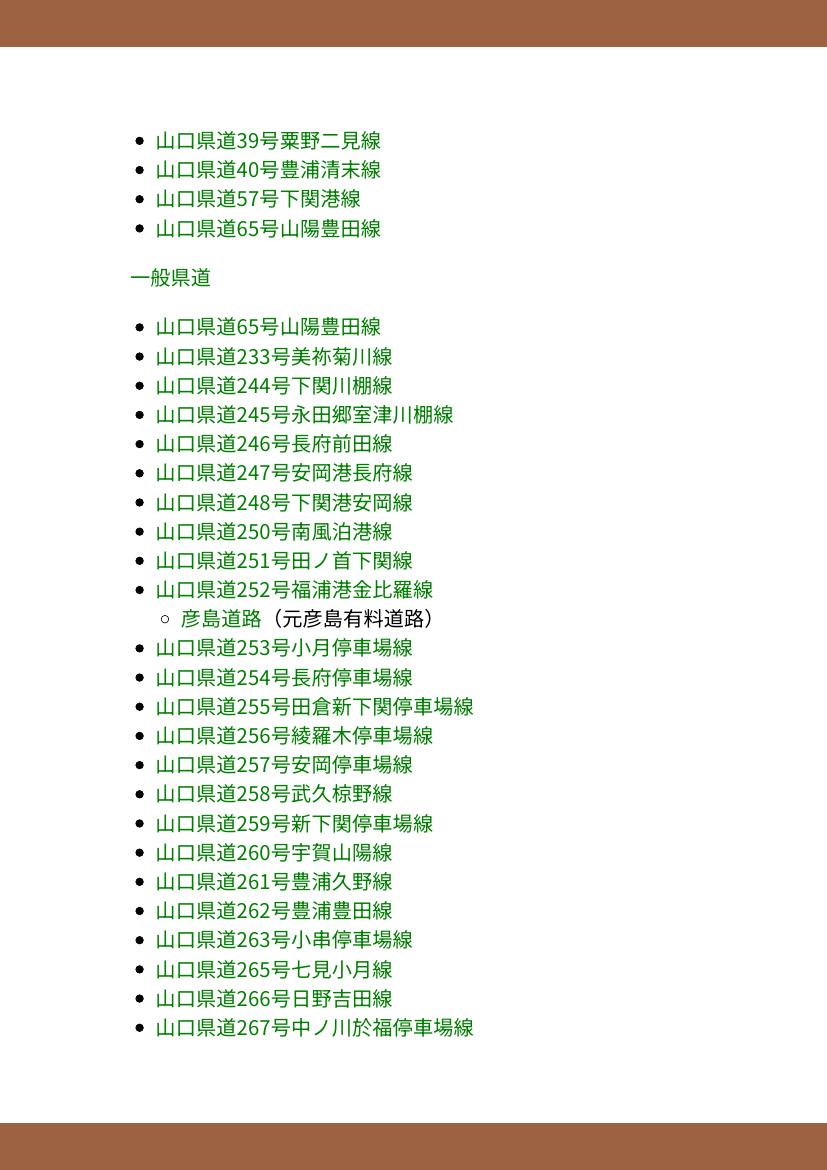 山口県道39号粟野二見線
山口県道40号豊浦清末線
山口県道57号下関港線
山口県道65号山陽豊田線
一般県道
山口県道65号山陽豊田線
山口県道233号美祢菊川線
山口県道244号下関川棚線
山口県道245号永田郷室津川棚線
山口県道246号長府前田線
山口県道247号安岡港長府線
山口県道248号下関港安岡線
山口県道250号南風泊港線
山口県道251号田ノ首下関線
山口県道252号福浦港金比羅線
彦島道路（元彦島有料道路）
山口県道253号小月停車場線
山口県道254号長府停車場線
山口県道255号田倉新下関停車場線
山口県道256号綾羅木停車場線
山口県道257号安岡停車場線
山口県道258号武久椋野線
山口県道259号新下関停車場線
山口県道260号宇賀山陽線
山口県道261号豊浦久野線
山口県道262号豊浦豊田線
山口県道263号小串停車場線
山口県道265号七見小月線
山口県道266号日野吉田線
山口県道267号中ノ川於福停車場線